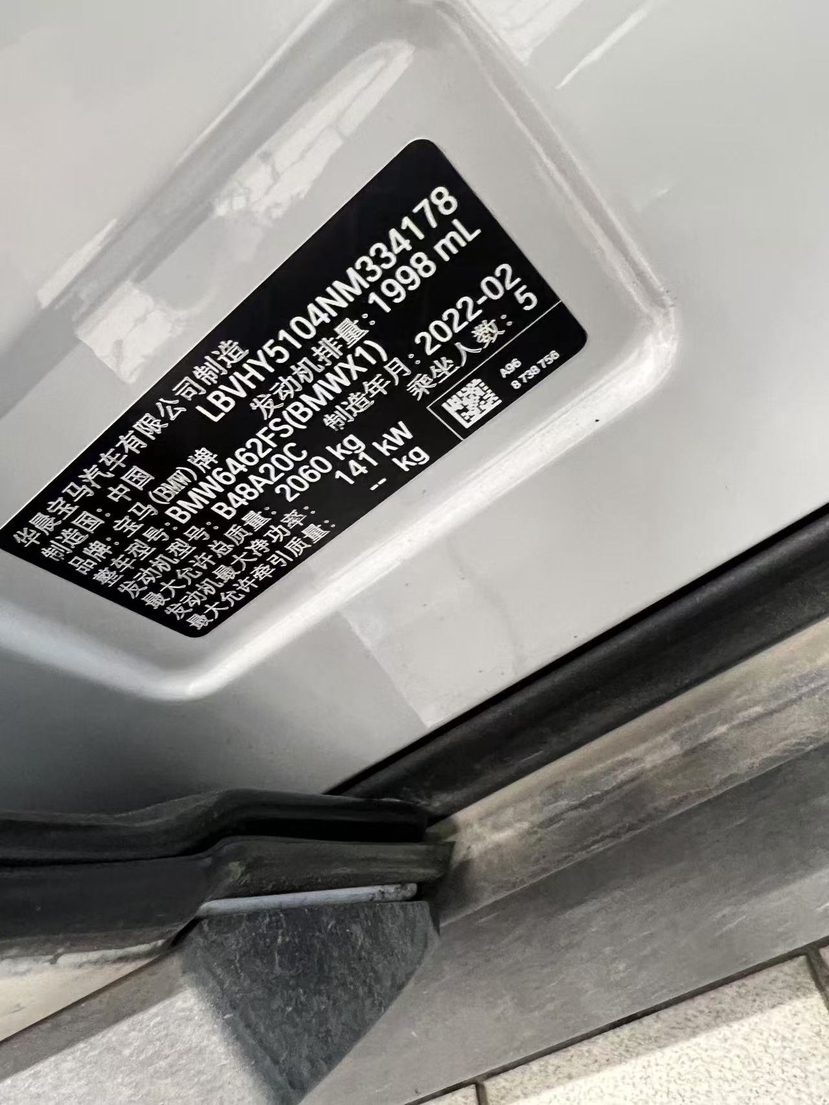 华晨宝马汽车有限公司制造
制造国：中国 LBVHY5104NM334178
品牌：宝马(BMW)牌 发动机排量：1998 mL
整车型号：BMW6462FS(BMWX1)
发动机型号：B48A20C 制造年月：2022-02
最大允许总质量：2060 kg 乘坐人数：5
发动机最大净功率：141 kW
最大允许牵引质量：-- kg
A96
8 738 756